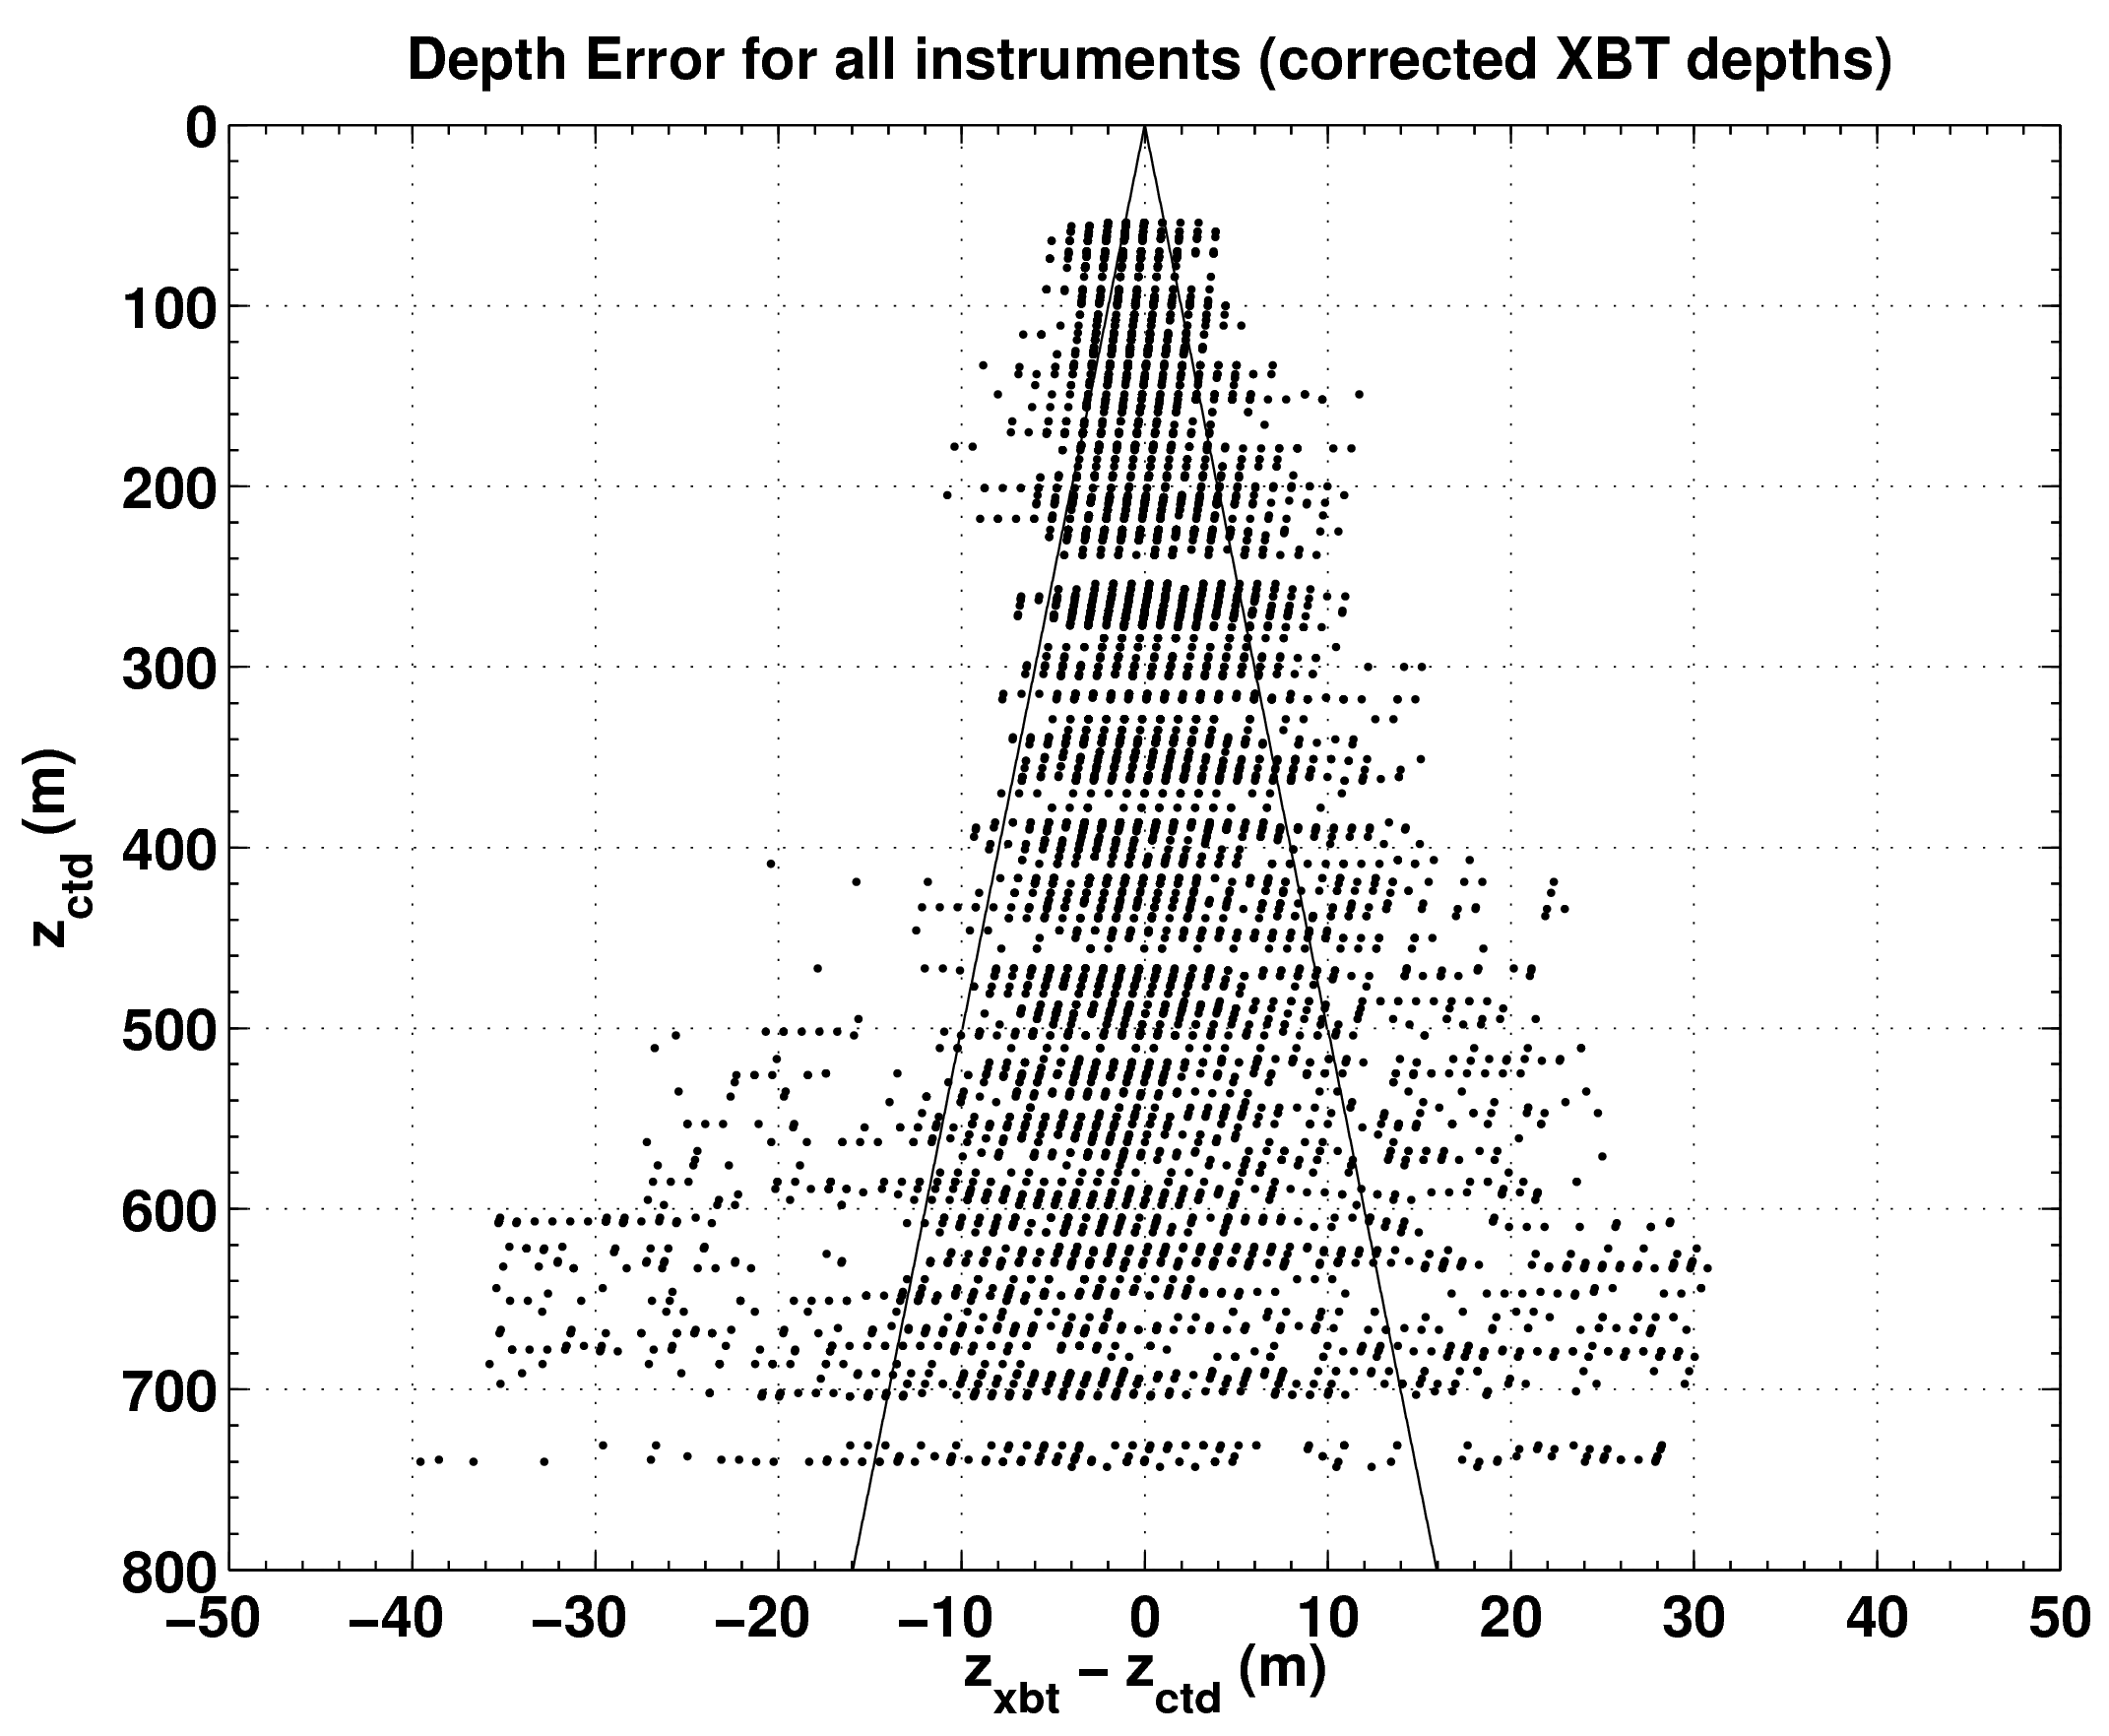 Depth Error for all instruments (corrected XBT depths)
0
100
200
300
400
500
600
700
800
z_ctd (m)
−50 −40 −30 −20 −10 0 10 20 30 40 50
z_xbt − z_ctd (m)